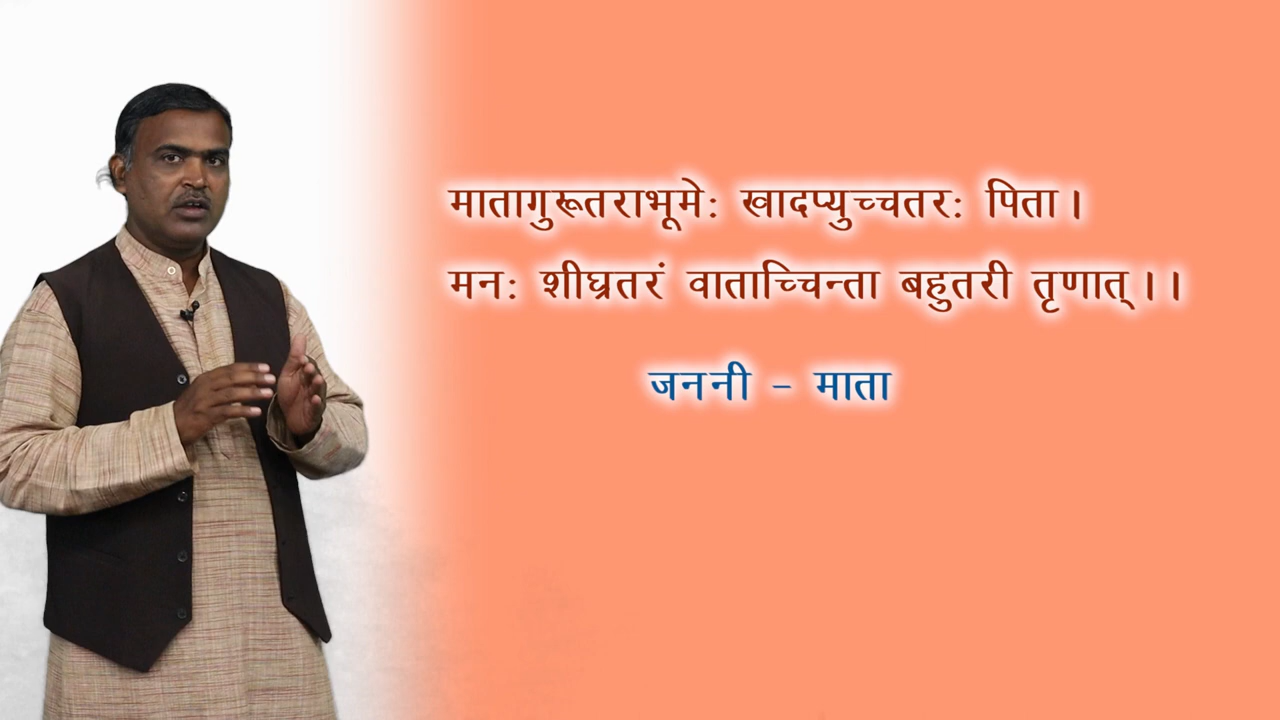 मातागुरूतराभूमेः खादप्युच्चतरः पिता।
मनः शीघ्रतरं वाताच्चिन्ता बहुतरी तृणात्।।
जननी - माता